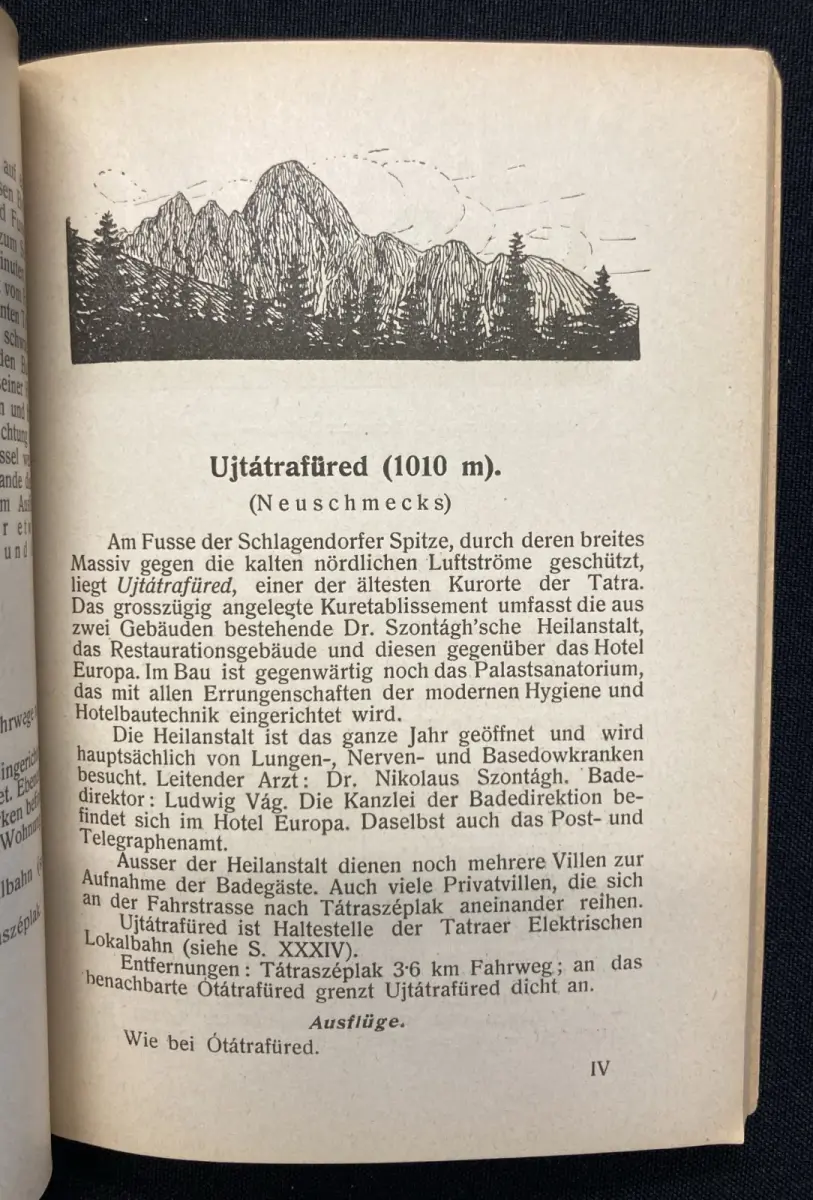 auf
zum
minuten
vom
seiner
und
m
und
Ujtátrafüred (1010 m).
(Neuschmecks)
Am Fusse der Schlagendorfer Spitze, durch deren breites
Massiv gegen die kalten nördlichen Luftströme geschützt,
liegt Ujtátrafüred, einer der ältesten Kurorte der Tatra.
Das grosszügig angelegte Kuretablissement umfasst die aus
zwei Gebäuden bestehende Dr. Szontágh'sche Heilanstalt,
das Restaurationsgebäude und diesen gegenüber das Hotel
Europa. Im Bau ist gegenwärtig noch das Palastsanatorium,
das mit allen Errungenschaften der modernen Hygiene und
Hotelbautechnik eingerichtet wird.
Die Heilanstalt ist das ganze Jahr geöffnet und wird
hauptsächlich von Lungen-, Nerven- und Basedowkranken
besucht. Leitender Arzt: Dr. Nikolaus Szontágh. Bade-
direktor: Ludwig Vág. Die Kanzlei der Badedirektion be-
findet sich im Hotel Europa. Daselbst auch das Post- und
Telegraphenamt.
Ausser der Heilanstalt dienen noch mehrere Villen zur
Aufnahme der Badegäste. Auch viele Privatvillen, die sich
an der Fahrstrasse nach Tátraszéplak aneinander reihen.
Ujtátrafüred ist Haltestelle der Tatraer Elektrischen
Lokalbahn (siehe S. XXXIV).
Entfernungen: Tátraszéplak 3·6 km Fahrweg; an das
benachbarte Ótátrafüred grenzt Ujtátrafüred dicht an.
Ausflüge.
Wie bei Ótátrafüred.
IV